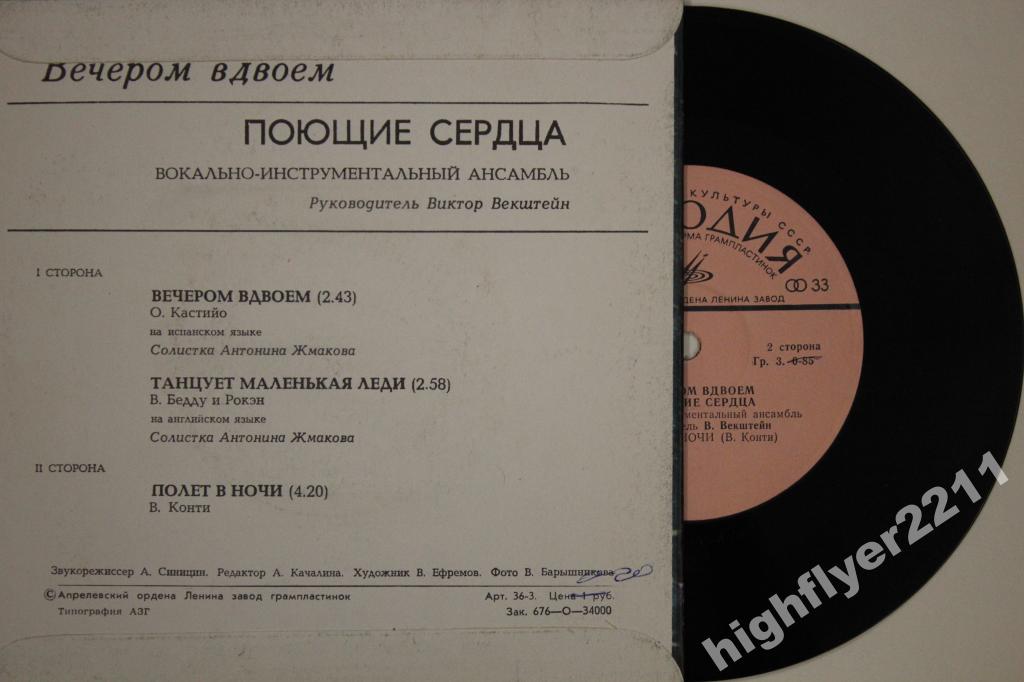 Вечером вдвоем
ПОЮЩИЕ СЕРДЦА
ВОКАЛЬНО-ИНСТРУМЕНТАЛЬНЫЙ АНСАМБЛЬ
Руководитель Виктор Векштейн
I СТОРОНА
ВЕЧЕРОМ ВДВОЕМ (2.43)
О. Кастийо
на испанском языке
Солистка Антонина Жмакова
ТАНЦУЕТ МАЛЕНЬКАЯ ЛЕДИ (2.58)
В. Бедду и Рокэн
на английском языке
Солистка Антонина Жмакова
II СТОРОНА
ПОЛЕТ В НОЧИ (4.20)
В. Конти
Звукорежиссер А. Синицин. Редактор А. Качалина. Художник В. Ефремов. Фото В. Барышникова
©Апрелевский ордена Ленина завод грампластинок
Арт. 36-3. Цена 1 руб.
Типография АЗГ
Зак. 676—О—34000
КУЛЬТУРЫ СССР
ОДИЯ
РМА ГРАМПЛАСТИНОК
33
ДЕНА ЛЕНИНА ЗАВОД
2 сторона
Гр. 3. 0-85
ОМ ВДВОЕМ
ИЕ СЕРДЦА
ментальный ансамбль
ль В. Векштейн
НОЧИ (В. Конти)
highflyer2211